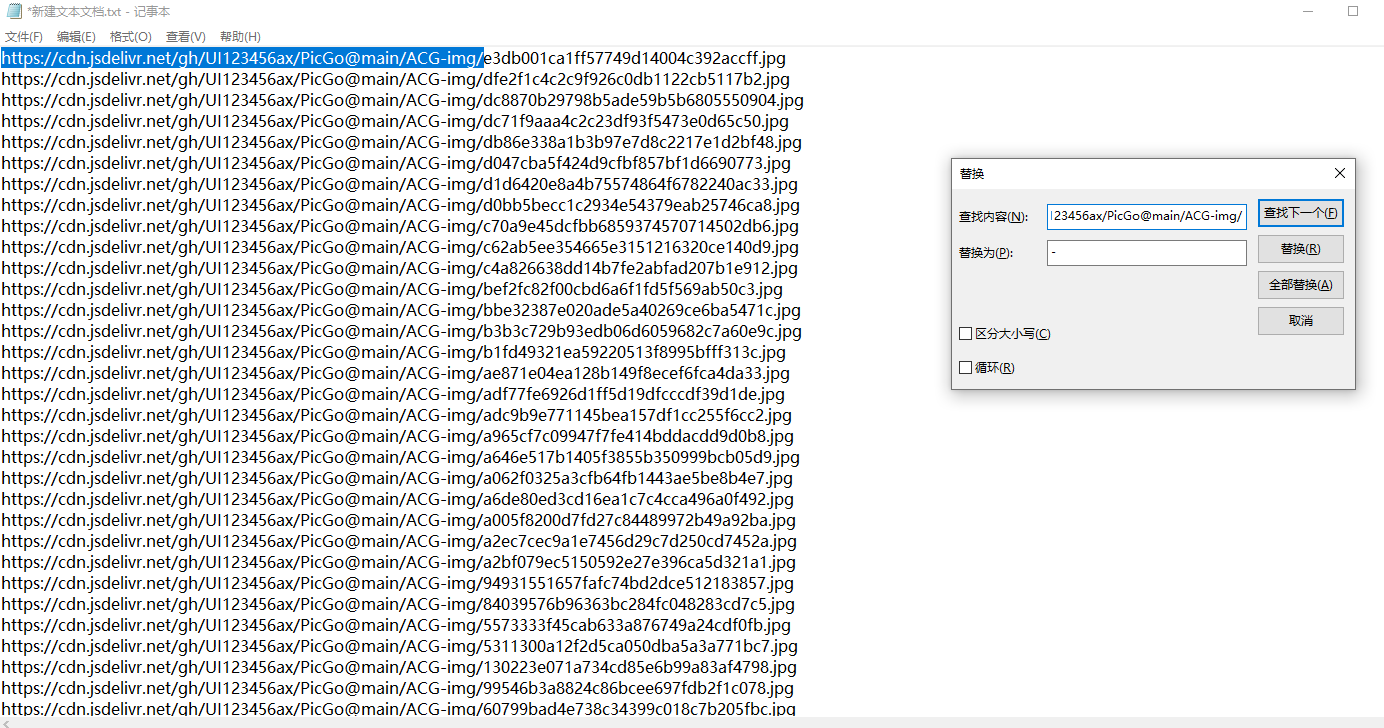 *新建文本文档.txt - 记事本
文件(F) 编辑(E) 格式(O) 查看(V) 帮助(H)
https://cdn.jsdelivr.net/gh/UI123456ax/PicGo@main/ACG-img/e3db001ca1ff57749d14004c392accff.jpg
https://cdn.jsdelivr.net/gh/UI123456ax/PicGo@main/ACG-img/dfe2f1c4c2c9f926c0db1122cb5117b2.jpg
https://cdn.jsdelivr.net/gh/UI123456ax/PicGo@main/ACG-img/dc8870b29798b5ade59b5b6805550904.jpg
https://cdn.jsdelivr.net/gh/UI123456ax/PicGo@main/ACG-img/dc71f9aaa4c2c23df93f5473e0d65c50.jpg
https://cdn.jsdelivr.net/gh/UI123456ax/PicGo@main/ACG-img/db86e338a1b3b97e7d8c2217e1d2bf48.jpg
https://cdn.jsdelivr.net/gh/UI123456ax/PicGo@main/ACG-img/d047cba5f424d9cfbf857bf1d6690773.jpg
https://cdn.jsdelivr.net/gh/UI123456ax/PicGo@main/ACG-img/d1d6420e8a4b75574864f6782240ac33.jpg
https://cdn.jsdelivr.net/gh/UI123456ax/PicGo@main/ACG-img/d0bb5becc1c2934e54379eab25746ca8.jpg
https://cdn.jsdelivr.net/gh/UI123456ax/PicGo@main/ACG-img/c70a9e45dcfbb6859374570714502db6.jpg
https://cdn.jsdelivr.net/gh/UI123456ax/PicGo@main/ACG-img/c62ab5ee354665e3151216320ce140d9.jpg
https://cdn.jsdelivr.net/gh/UI123456ax/PicGo@main/ACG-img/c4a826638dd14b7fe2abfad207b1e912.jpg
https://cdn.jsdelivr.net/gh/UI123456ax/PicGo@main/ACG-img/bef2fc82f00cbd6a6f1fd5f569ab50c3.jpg
https://cdn.jsdelivr.net/gh/UI123456ax/PicGo@main/ACG-img/bbe32387e020ade5a40269ce6ba5471c.jpg
https://cdn.jsdelivr.net/gh/UI123456ax/PicGo@main/ACG-img/b3b3c729b93edb06d6059682c7a60e9c.jpg
https://cdn.jsdelivr.net/gh/UI123456ax/PicGo@main/ACG-img/b1fd49321ea59220513f8995bfff313c.jpg
https://cdn.jsdelivr.net/gh/UI123456ax/PicGo@main/ACG-img/ae871e04ea128b149f8ecef6fca4da33.jpg
https://cdn.jsdelivr.net/gh/UI123456ax/PicGo@main/ACG-img/adf77fe6926d1ff5d19dfcccdf39d1de.jpg
https://cdn.jsdelivr.net/gh/UI123456ax/PicGo@main/ACG-img/adc9b9e771145bea157df1cc255f6cc2.jpg
https://cdn.jsdelivr.net/gh/UI123456ax/PicGo@main/ACG-img/a965cf7c09947f7fe414bddacdd9d0b8.jpg
https://cdn.jsdelivr.net/gh/UI123456ax/PicGo@main/ACG-img/a646e517b1405f3855b350999bcb05d9.jpg
https://cdn.jsdelivr.net/gh/UI123456ax/PicGo@main/ACG-img/a062f0325a3cfb64fb1443ae5be8b4e7.jpg
https://cdn.jsdelivr.net/gh/UI123456ax/PicGo@main/ACG-img/a6de80ed3cd16ea1c7c4cca496a0f492.jpg
https://cdn.jsdelivr.net/gh/UI123456ax/PicGo@main/ACG-img/a005f8200d7fd27c84489972b49a92ba.jpg
https://cdn.jsdelivr.net/gh/UI123456ax/PicGo@main/ACG-img/a2ec7cec9a1e7456d29c7d250cd7452a.jpg
https://cdn.jsdelivr.net/gh/UI123456ax/PicGo@main/ACG-img/a2bf079ec5150592e27e396ca5d321a1.jpg
https://cdn.jsdelivr.net/gh/UI123456ax/PicGo@main/ACG-img/94931551657fafc74bd2dce512183857.jpg
https://cdn.jsdelivr.net/gh/UI123456ax/PicGo@main/ACG-img/84039576b96363bc284fc048283cd7c5.jpg
https://cdn.jsdelivr.net/gh/UI123456ax/PicGo@main/ACG-img/5573333f45cab633a876749a24cdf0fb.jpg
https://cdn.jsdelivr.net/gh/UI123456ax/PicGo@main/ACG-img/5311300a12f2d5ca050dba5a3a771bc7.jpg
https://cdn.jsdelivr.net/gh/UI123456ax/PicGo@main/ACG-img/130223e071a734cd85e6b99a83af4798.jpg
https://cdn.jsdelivr.net/gh/UI123456ax/PicGo@main/ACG-img/99546b3a8824c86bcee697fdb2f1c078.jpg
https://cdn.jsdelivr.net/gh/UI123456ax/PicGo@main/ACG-img/60799bad4e738c34399c018c7b205fbc.jpg
替换
查找内容(N): I23456ax/PicGo@main/ACG-img/ 查找下一个(F)
替换为(P): - 替换(R)
全部替换(A)
取消
区分大小写(C)
循环(R)